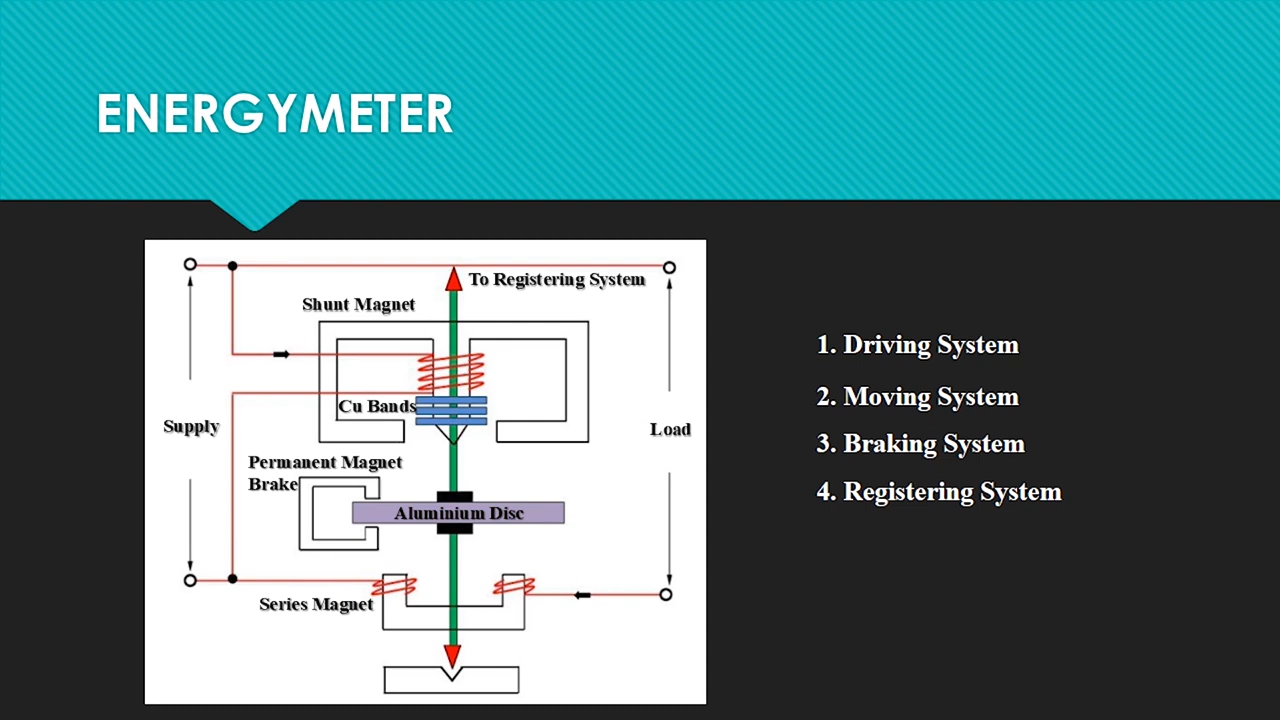 ENERGYMETER
To Registering System
Shunt Magnet
Cu Bands
Supply
Load
Permanent Magnet
Brake
Aluminium Disc
Series Magnet
1. Driving System
2. Moving System
3. Braking System
4. Registering System